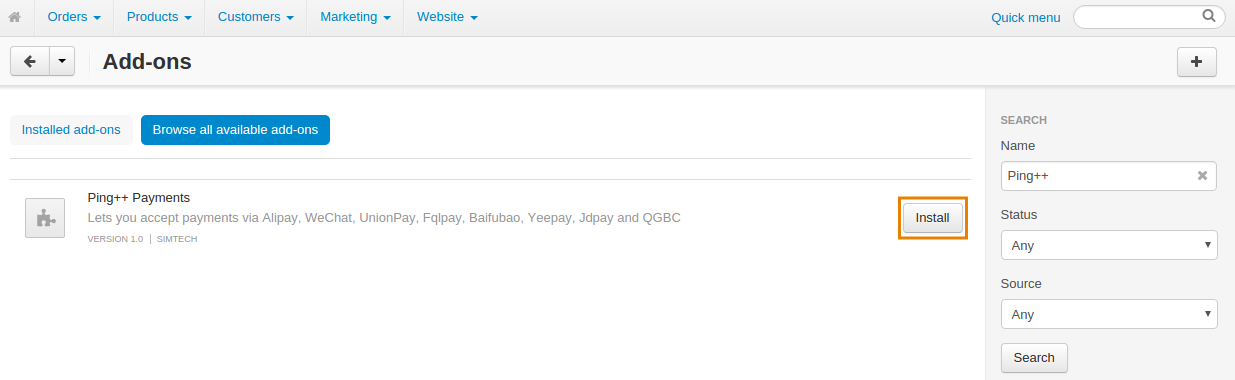 Orders Products Customers Marketing Website Quick menu
Add-ons
Installed add-ons Browse all available add-ons
Ping++ Payments
Lets you accept payments via Alipay, WeChat, UnionPay, Fqlpay, Baifubao, Yeepay, Jdpay and QGBC
VERSION 1.0 | SIMTECH
Install
SEARCH
Name
Ping++
Status
Any
Source
Any
Search